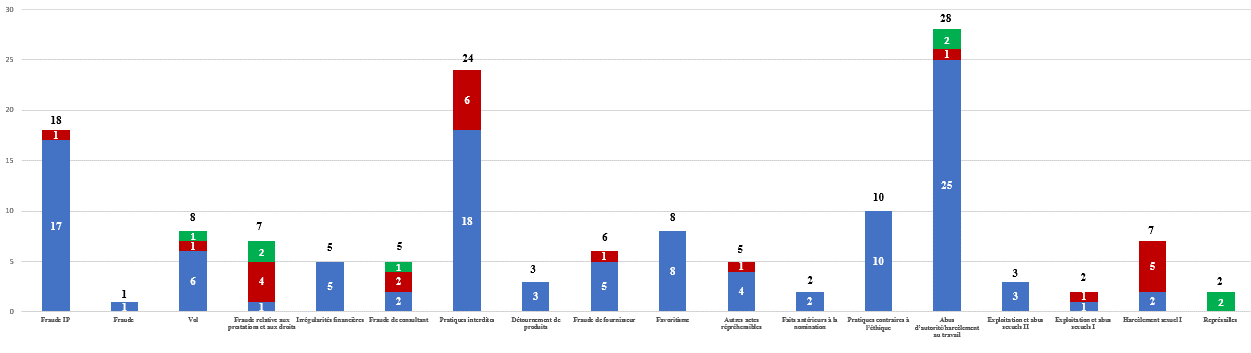 30
25
20
15
10
5
0
18
1
17
1
1
8
1
1
6
7
2
4
1
5
5
5
1
2
2
24
6
18
3
3
6
1
5
8
8
5
1
4
2
2
10
10
28
2
1
25
3
3
2
1
1
7
5
2
2
2
Fraude IP
Fraude
Vol
Fraude relative aux
prestations et aux droits
Irrégularités financières
Fraude de consultant
Pratiques interdites
Détournement de
produits
Fraude de fournisseur
Favoritisme
Autres actes
répréhensibles
Faits antérieurs à la
nomination
Pratiques contraires à
l'éthique
Abus
d'autorité/harcèlement
au travail
Exploitation et abus
sexuels II
Exploitation et abus
sexuels I
Harcèlement sexuel I
Représailles